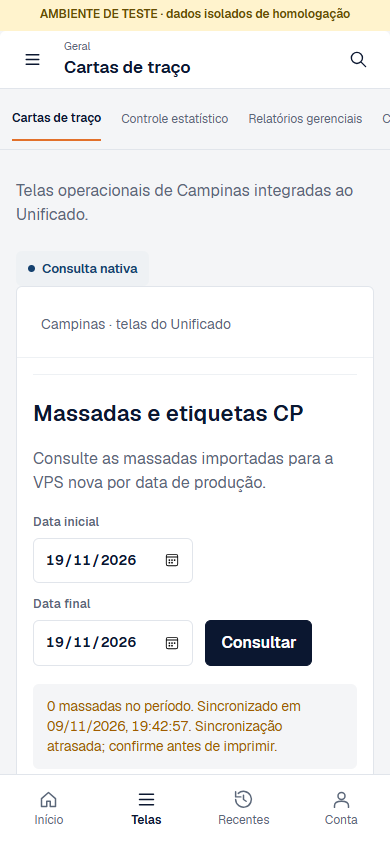 AMBIENTE DE TESTE · dados isolados de homologação
Geral
Cartas de traço
Cartas de traço
Controle estatístico
Relatórios gerenciais
C
Telas operacionais de Campinas integradas ao
Unificado.
Consulta nativa
Campinas · telas do Unificado
Massadas e etiquetas CP
Consulte as massadas importadas para a
VPS nova por data de produção.
Data inicial
19/11/2026
Data final
19/11/2026
Consultar
0 massadas no período. Sincronizado em
09/11/2026, 19:42:57. Sincronização
atrasada; confirme antes de imprimir.
Início
Telas
Recentes
Conta